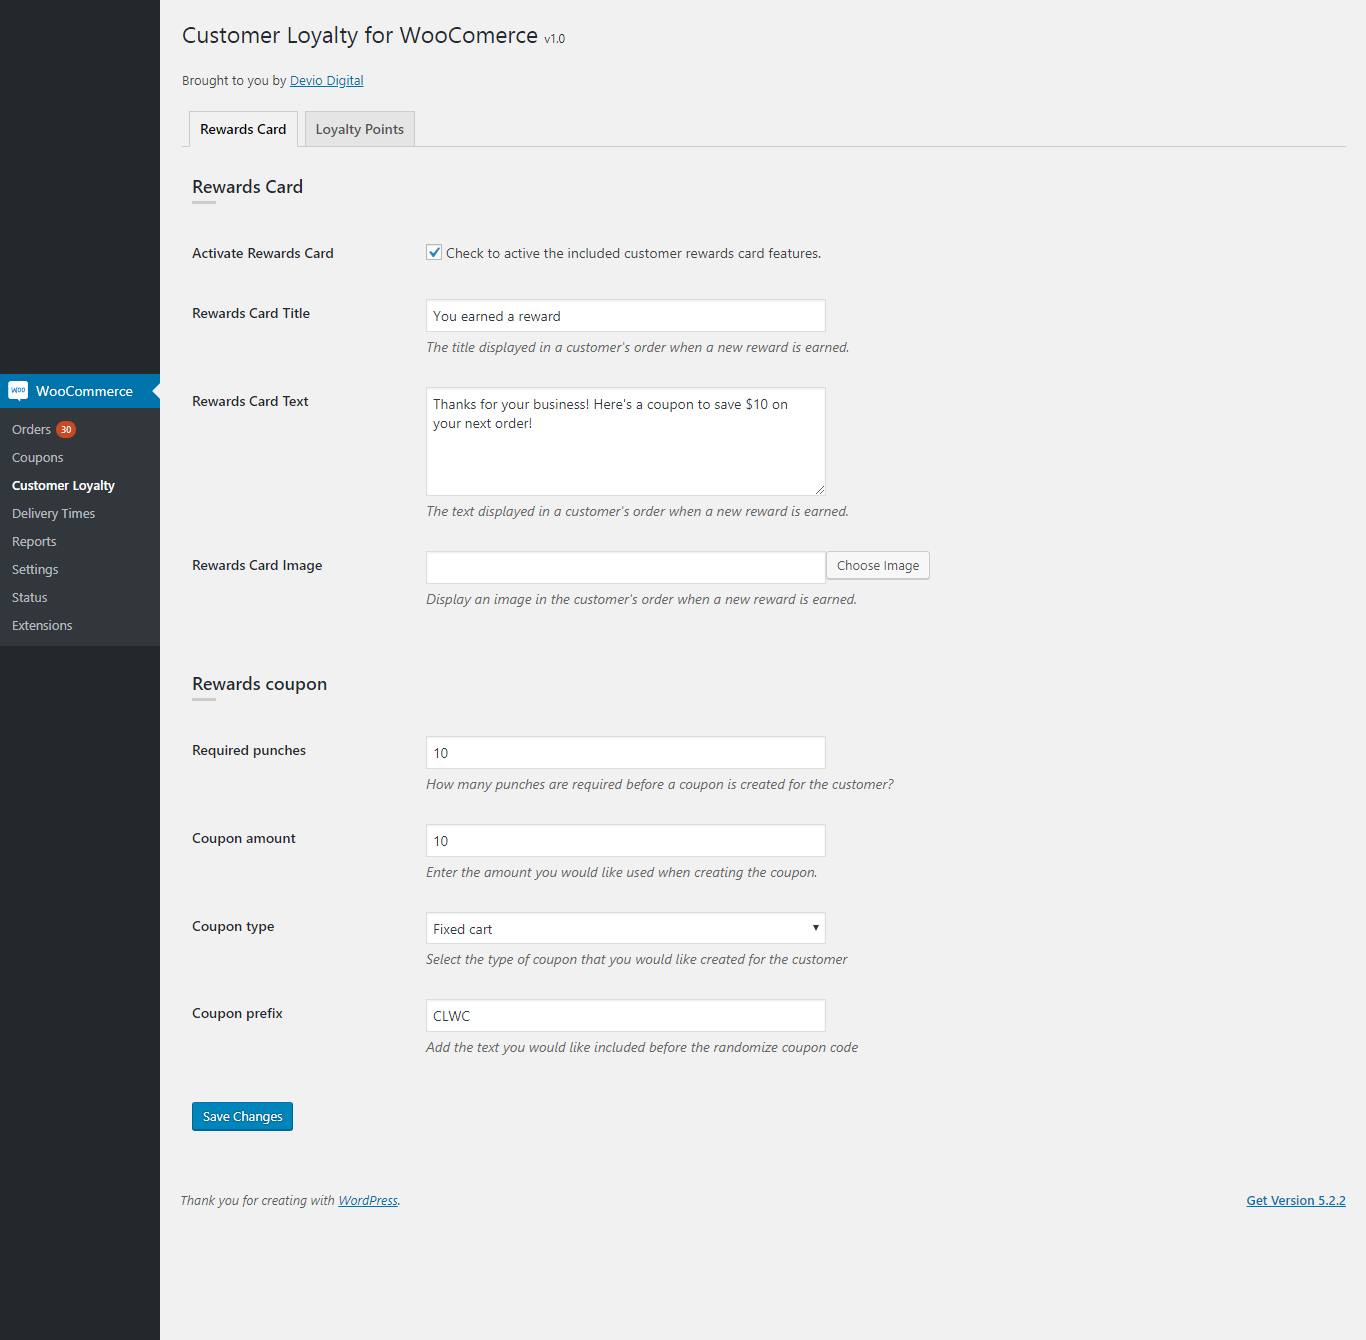 Customer Loyalty for WooComerce v1.0
Brought to you by Devio Digital
Rewards Card
Loyalty Points
Rewards Card
Activate Rewards Card
Check to active the included customer rewards card features.
Rewards Card Title
You earned a reward
The title displayed in a customer's order when a new reward is earned.
Rewards Card Text
Thanks for your business! Here's a coupon to save $10 on
your next order!
The text displayed in a customer's order when a new reward is earned.
Rewards Card Image
Choose Image
Display an image in the customer's order when a new reward is earned.
Rewards coupon
Required punches
10
How many punches are required before a coupon is created for the customer?
Coupon amount
10
Enter the amount you would like used when creating the coupon.
Coupon type
Fixed cart
Select the type of coupon that you would like created for the customer
Coupon prefix
CLWC
Add the text you would like included before the randomize coupon code
Save Changes
Thank you for creating with WordPress.
Get Version 5.2.2
Woo
WooCommerce
Orders 30
Coupons
Customer Loyalty
Delivery Times
Reports
Settings
Status
Extensions